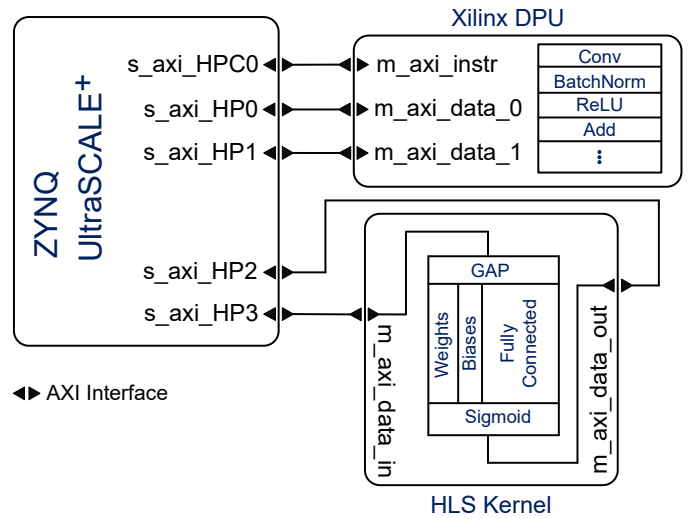 Xilinx DPU
ZYNQ
UltraSCALE+
s_axi_HPC0
s_axi_HP0
s_axi_HP1
s_axi_HP2
s_axi_HP3
m_axi_instr
m_axi_data_0
m_axi_data_1
Conv
BatchNorm
ReLU
Add
⋮
GAP
Weights
Biases
Fully
Connected
Sigmoid
m_axi_data_in
m_axi_data_out
AXI Interface
HLS Kernel